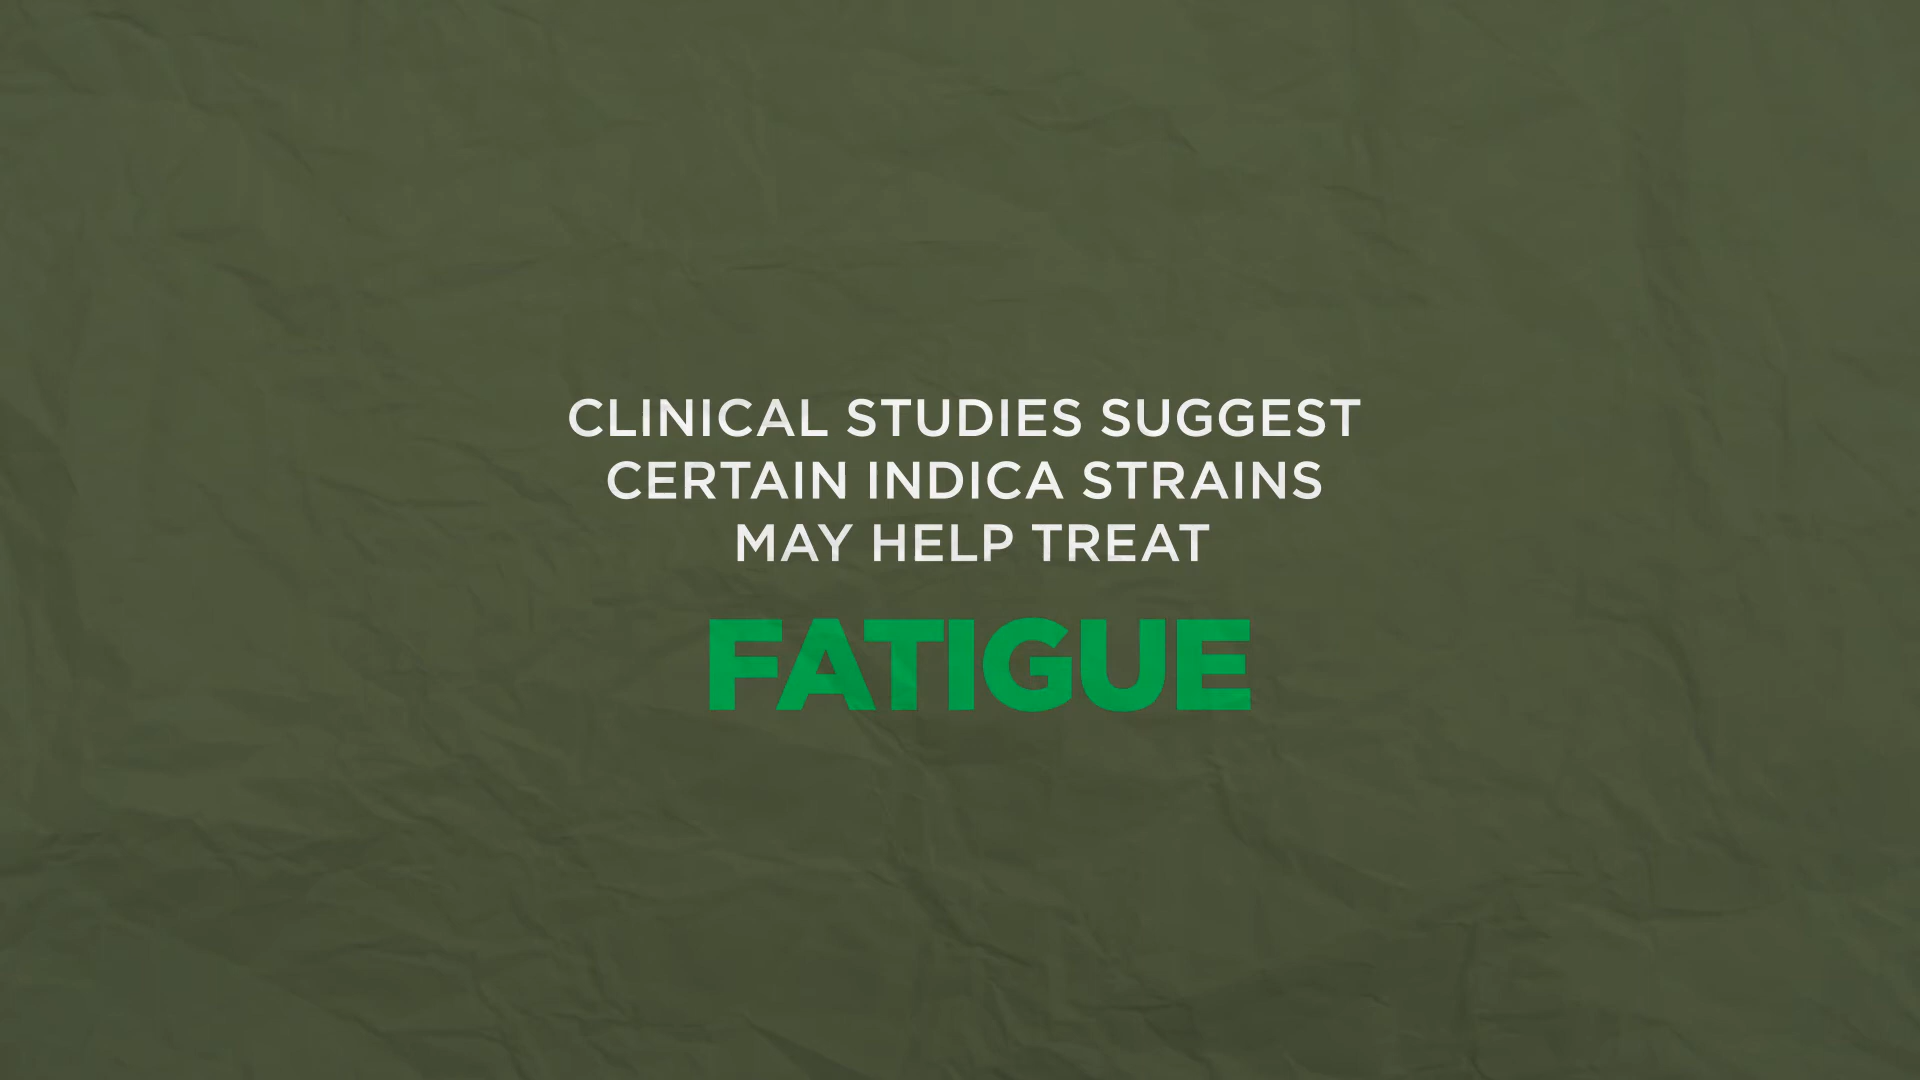 CLINICAL STUDIES SUGGEST
CERTAIN INDICA STRAINS
MAY HELP TREAT
FATIGUE